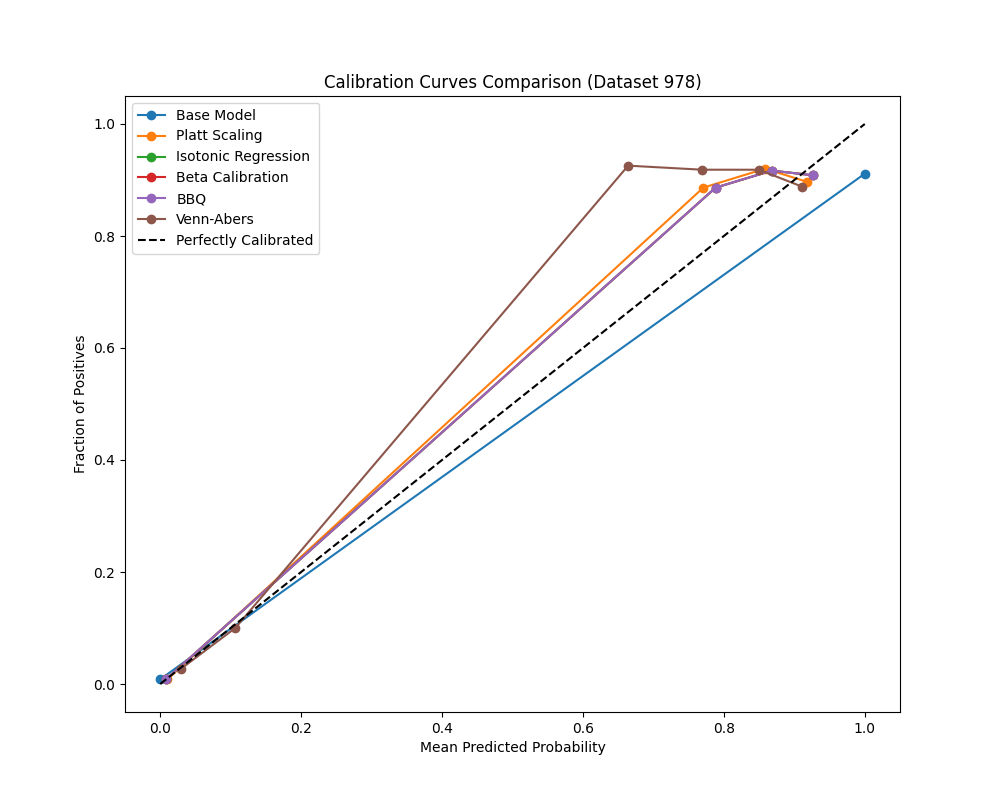 Calibration Curves Comparison (Dataset 978)
Base Model
Platt Scaling
Isotonic Regression
Beta Calibration
BBQ
Venn-Abers
Perfectly Calibrated
1.0
0.8
0.6
0.4
0.2
0.0
Fraction of Positives
0.0 0.2 0.4 0.6 0.8 1.0
Mean Predicted Probability